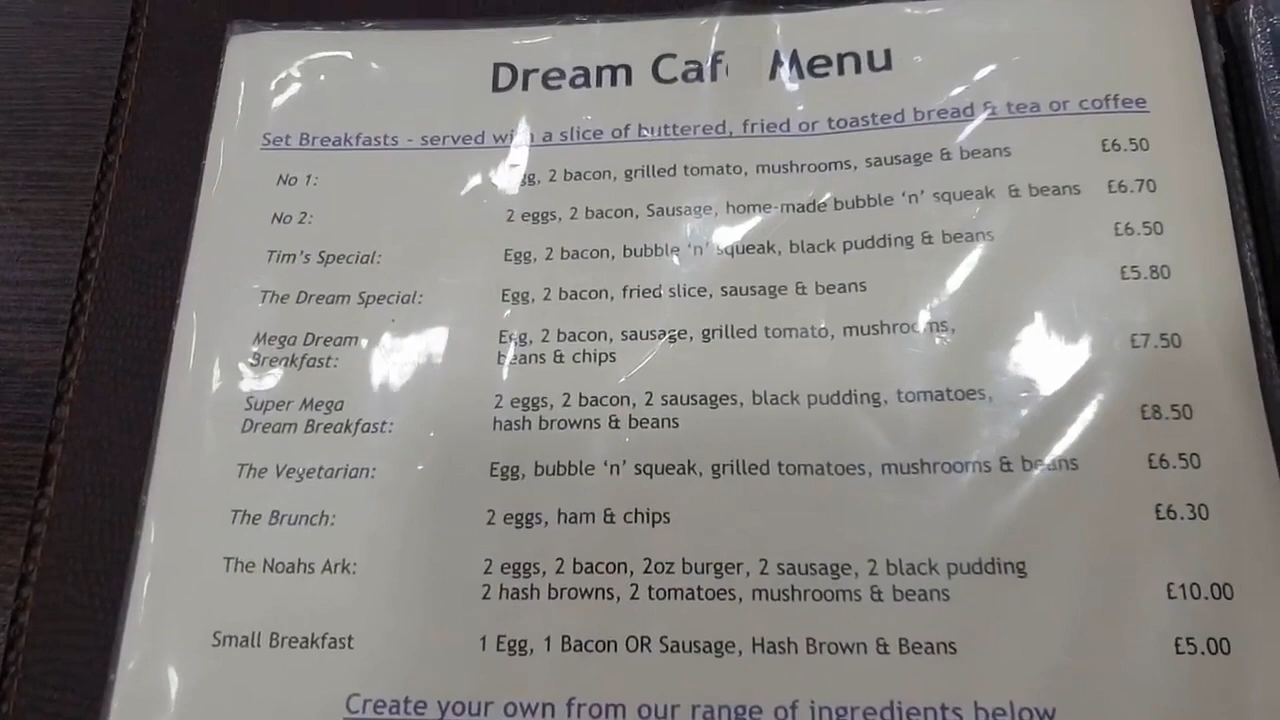 Dream Caf Menu
Set Breakfasts - served with a slice of buttered, fried or toasted bread & tea or coffee
No 1: Egg, 2 bacon, grilled tomato, mushrooms, sausage & beans £6.50
No 2: 2 eggs, 2 bacon, Sausage, home-made bubble ‘n’ squeak & beans £6.70
Tim’s Special: Egg, 2 bacon, bubble ‘n’ squeak, black pudding & beans £6.50
The Dream Special: Egg, 2 bacon, fried slice, sausage & beans £5.80
Mega Dream Egg, 2 bacon, sausage, grilled tomato, mushrooms,
Breakfast: beans & chips £7.50
Super Mega 2 eggs, 2 bacon, 2 sausages, black pudding, tomatoes,
Dream Breakfast: hash browns & beans £8.50
The Vegetarian: Egg, bubble ‘n’ squeak, grilled tomatoes, mushrooms & beans £6.50
The Brunch: 2 eggs, ham & chips £6.30
The Noahs Ark: 2 eggs, 2 bacon, 2oz burger, 2 sausage, 2 black pudding
2 hash browns, 2 tomatoes, mushrooms & beans £10.00
Small Breakfast 1 Egg, 1 Bacon OR Sausage, Hash Brown & Beans £5.00
Create your own from our range of ingredients below